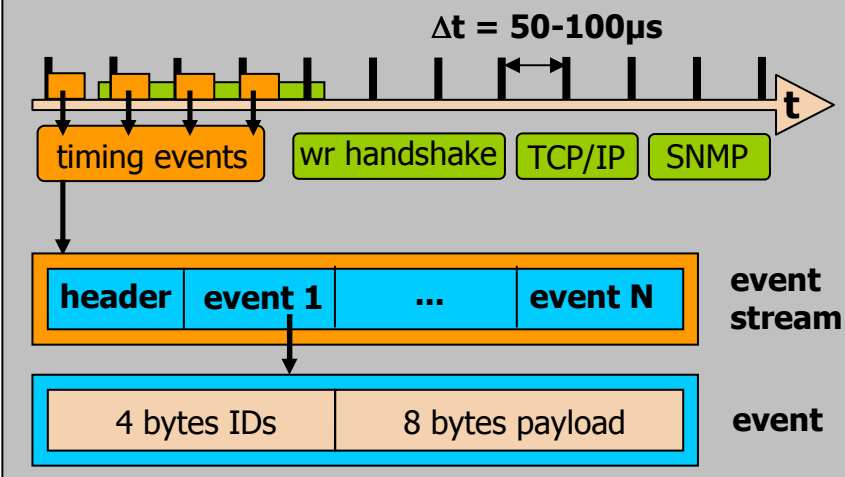 Δt = 50-100µs
t
timing events
wr handshake
TCP/IP
SNMP
header
event 1
...
event N
event
stream
4 bytes IDs
8 bytes payload
event